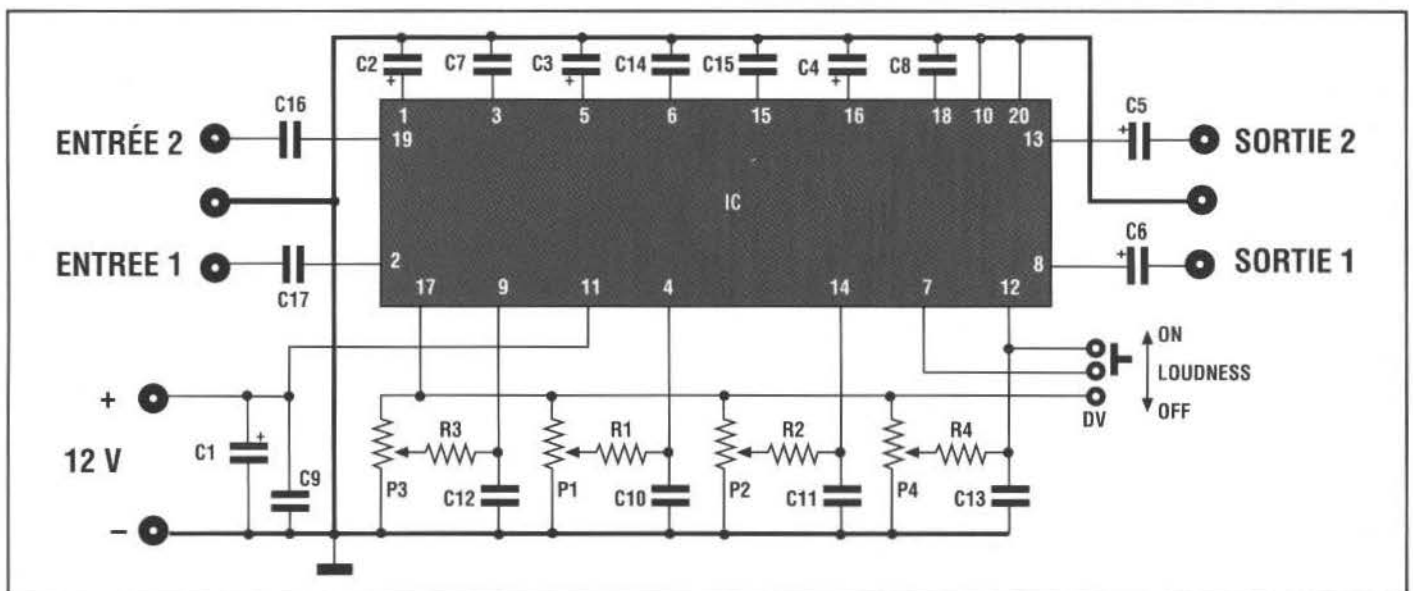 C2 C7 C3 C14 C15 C4 C8
+ + +
1 3 5 6 15 16 18 10 20
C16 C5
ENTRÉE 2 19 13 + SORTIE 2
IC
C6
ENTREE 1 2 8 + SORTIE 1
C17
17 9 11 4 14 7 12
ON
LOUDNESS
DV OFF
+
12 V
C1 +
C9
R3 R1 R2 R4
P3 C12 P1 C10 P2 C11 P4 C13
–